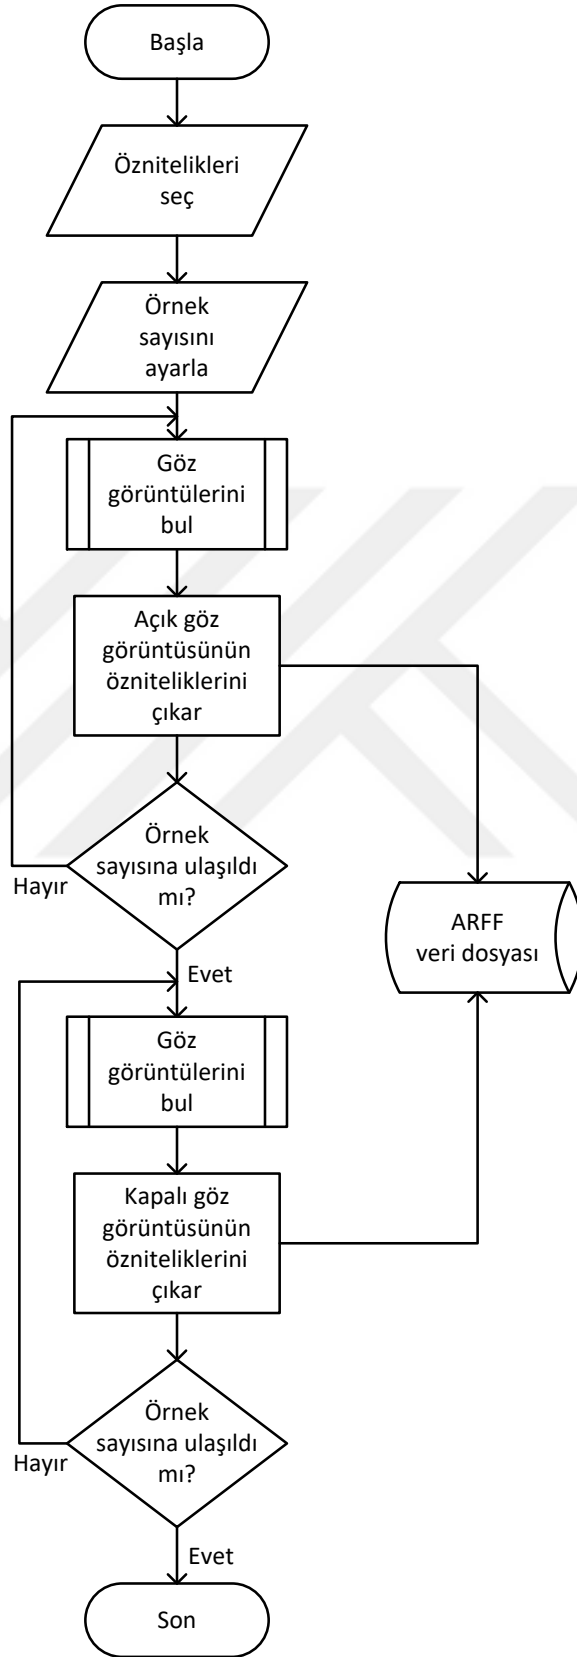 Başla
Öznitelikleri
seç
Örnek
sayısını
ayarla
Göz
görüntülerini
bul
Açık göz
görüntüsünün
özniteliklerini
çıkar
Örnek
sayısına ulaşıldı
mı?
Hayır
Evet
ARFF
veri dosyası
Göz
görüntülerini
bul
Kapalı göz
görüntüsünün
özniteliklerini
çıkar
Örnek
sayısına ulaşıldı
mı?
Hayır
Evet
Son